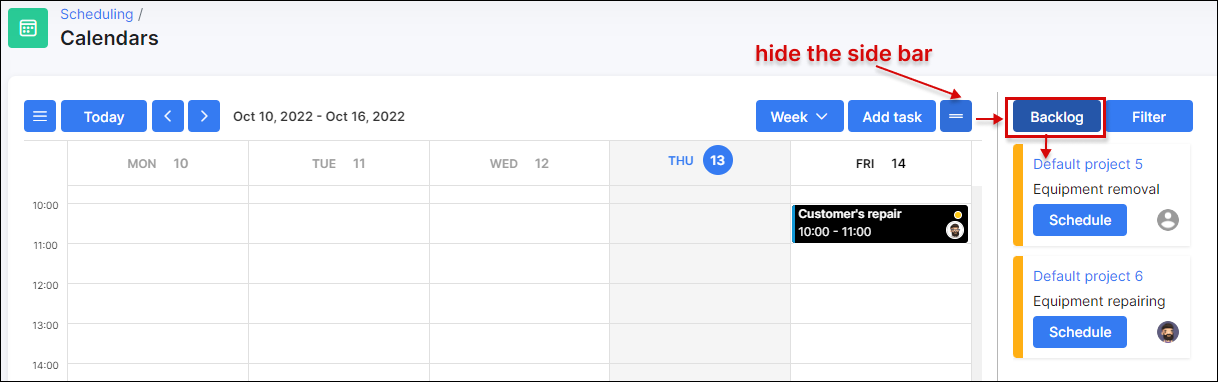 Scheduling /
Calendars
hide the side bar
Today Oct 10, 2022 - Oct 16, 2022 Week Add task Backlog Filter
MON 10 TUE 11 WED 12 THU 13 FRI 14
Default project 5
Equipment removal
Schedule
10:00
Customer's repair
10:00 - 11:00
11:00
Default project 6
Equipment repairing
Schedule
12:00
13:00
14:00